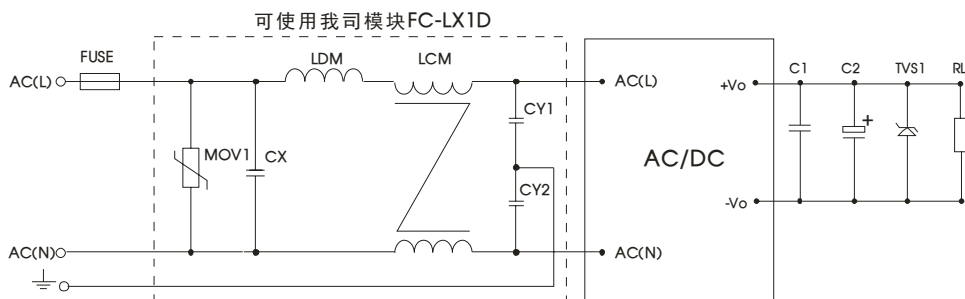 可使用我司模块FC-LX1D
FUSE
LDM
LCM
C1
C2
TVS1
RL
AC(L)
AC(L)
+Vo
+
CY1
MOV1
CX
AC/DC
CY2
-Vo
AC(N)
AC(N)